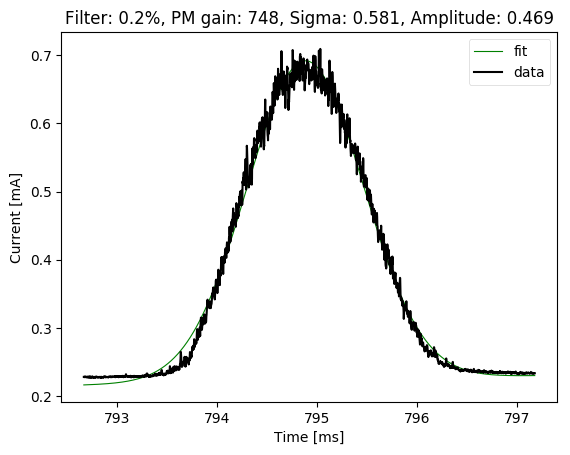 Filter: 0.2%, PM gain: 748, Sigma: 0.581, Amplitude: 0.469
fit
data
0.7
0.6
0.5
0.4
0.3
0.2
Current [mA]
793
794
795
796
797
Time [ms]